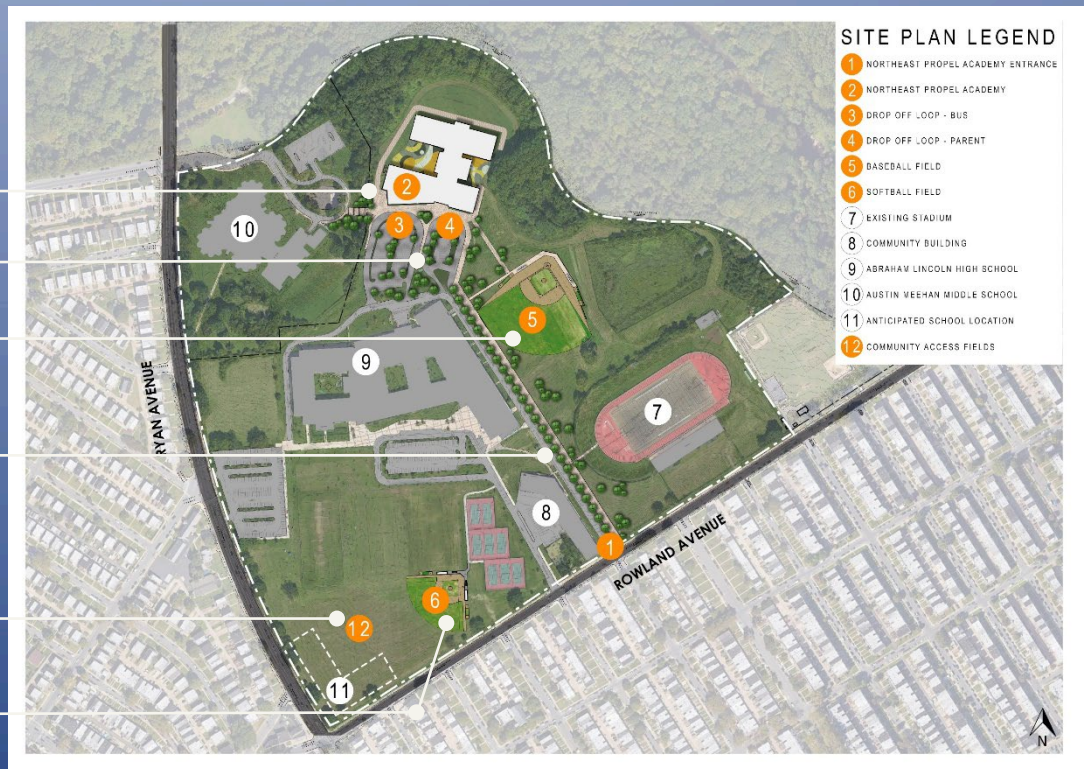 SITE PLAN LEGEND
1 NORTHEAST PROPEL ACADEMY ENTRANCE
2 NORTHEAST PROPEL ACADEMY
3 DROP OFF LOOP - BUS
4 DROP OFF LOOP - PARENT
5 BASEBALL FIELD
6 SOFTBALL FIELD
7 EXISTING STADIUM
8 COMMUNITY BUILDING
9 ABRAHAM LINCOLN HIGH SCHOOL
10 AUSTIN MEEHAN MIDDLE SCHOOL
11 ANTICIPATED SCHOOL LOCATION
12 COMMUNITY ACCESS FIELDS
2
10
3
4
5
9
7
RYAN AVENUE
8
1
ROWLAND AVENUE
6
12
11
N